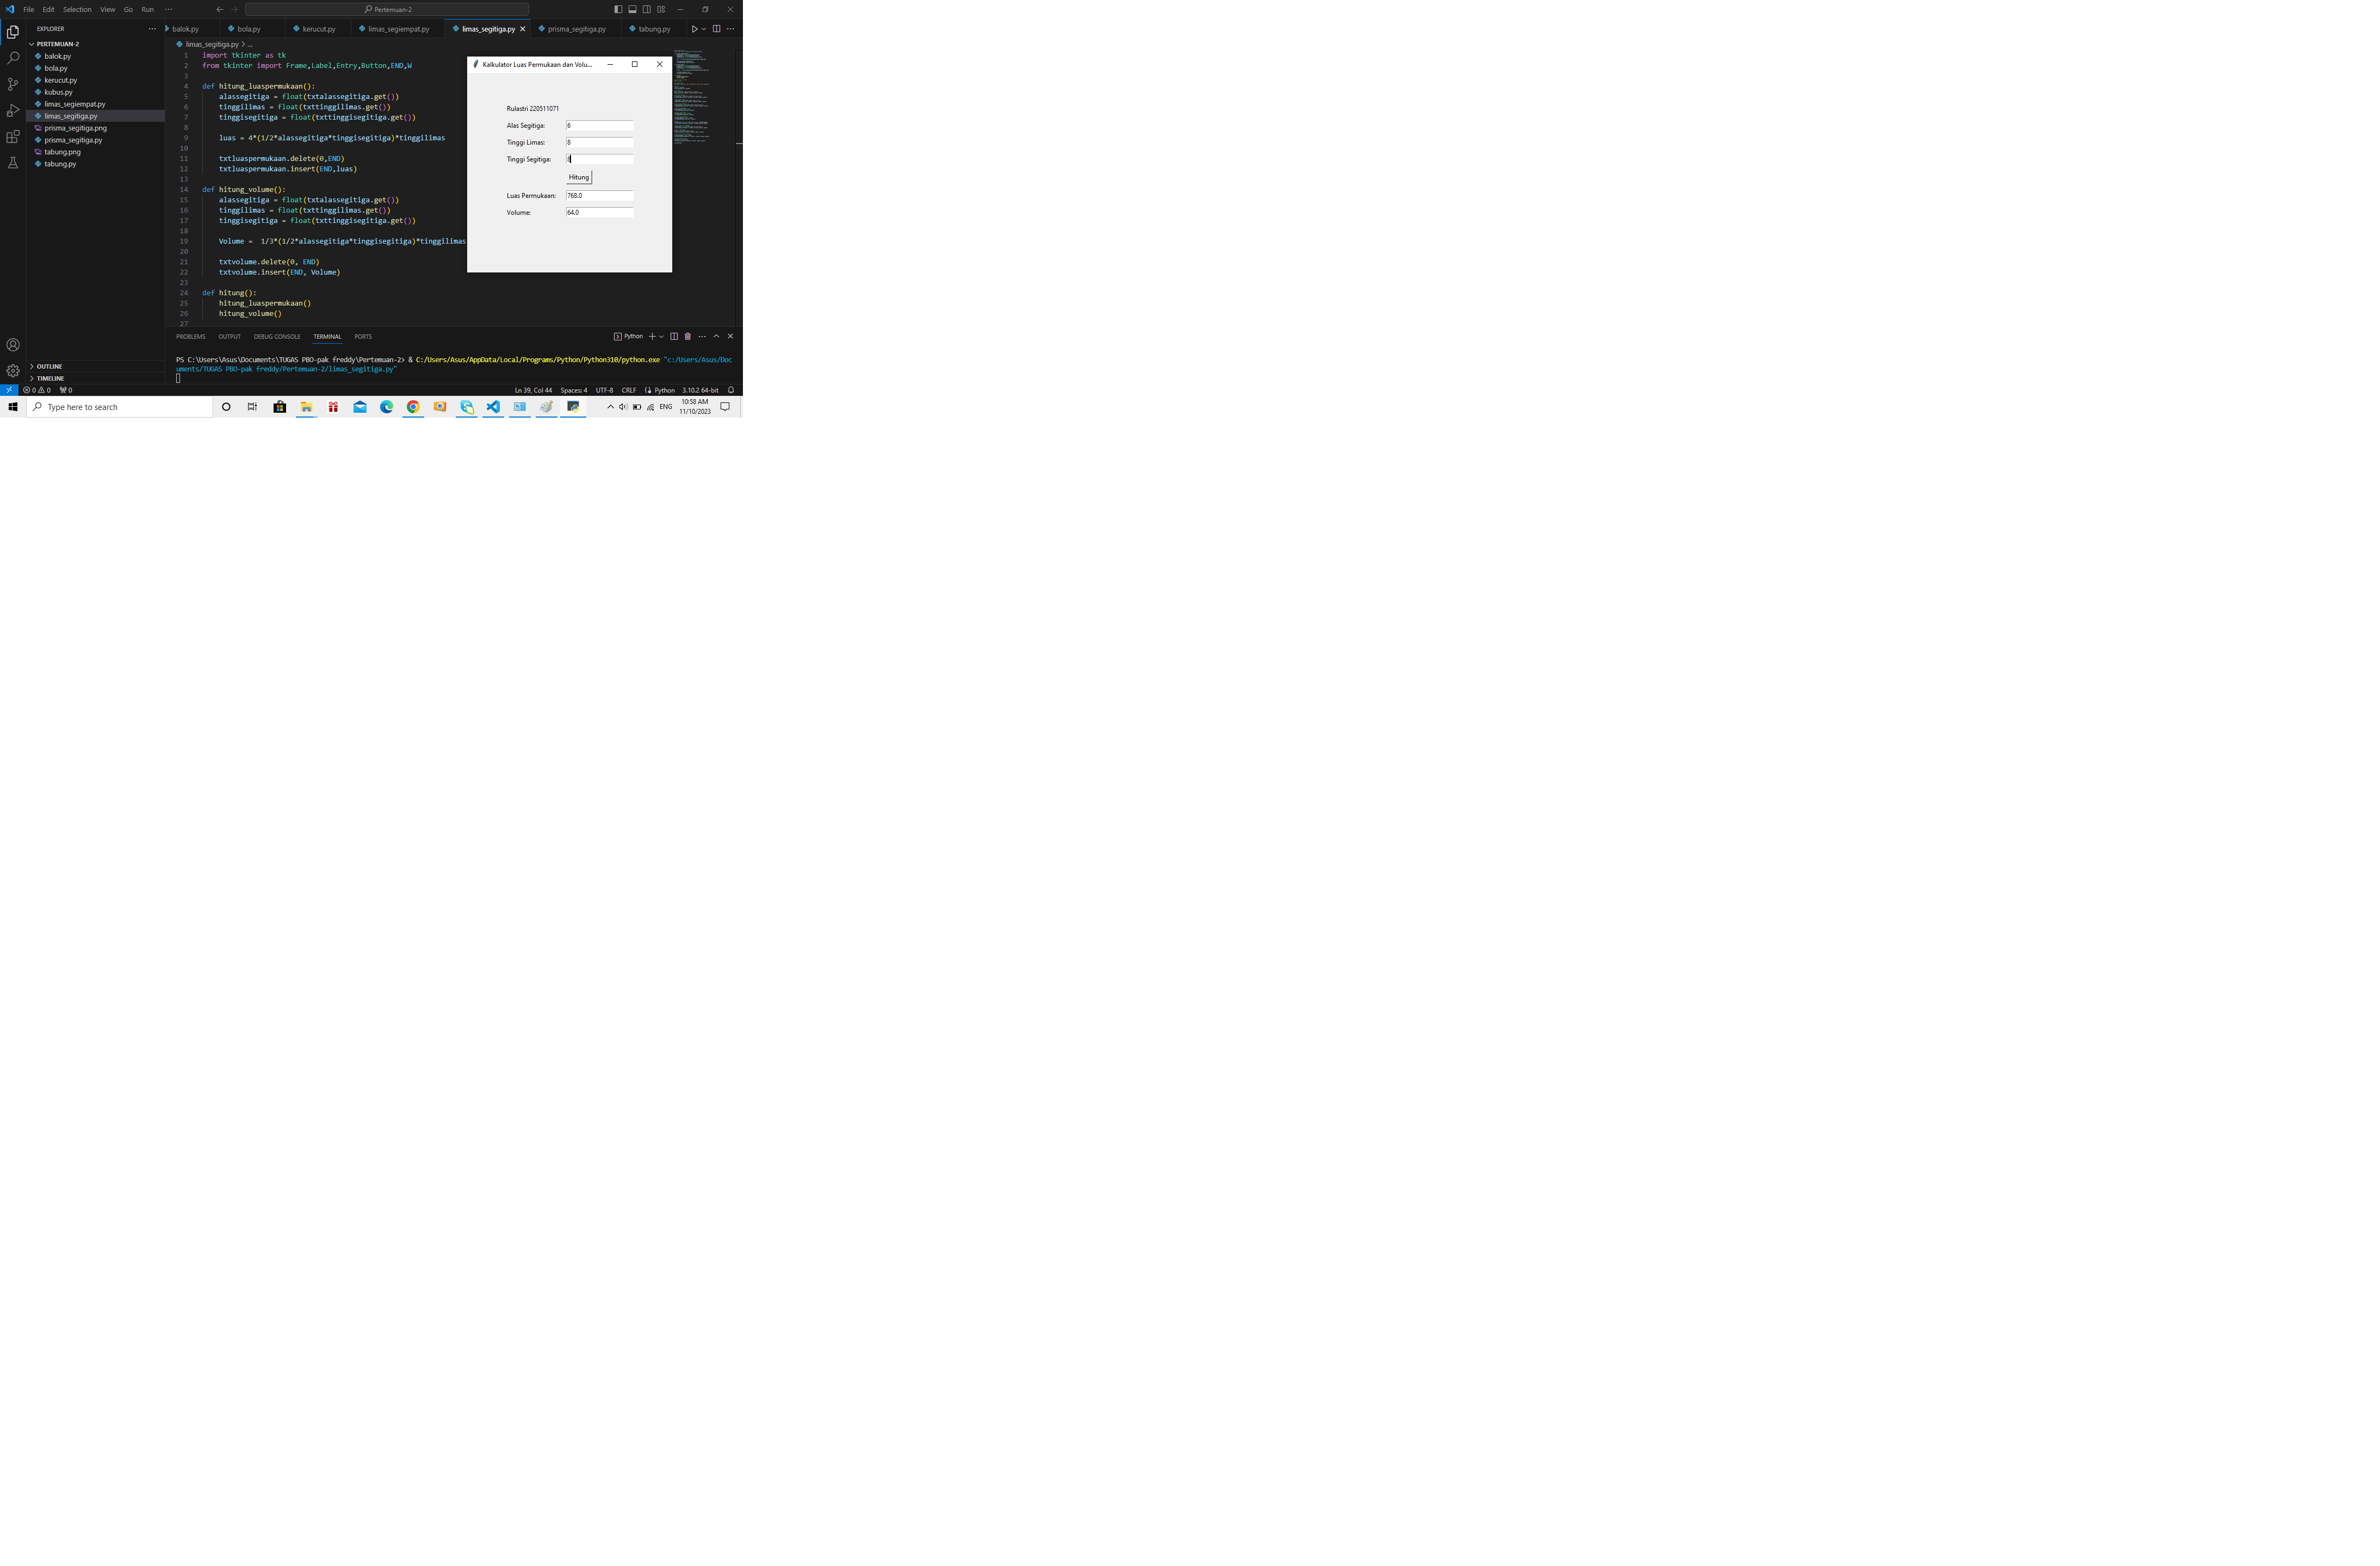 File Edit Selection View Go Run ···
Pertemuan-2
EXPLORER
PERTEMUAN-2
balok.py
bola.py
kerucut.py
kubus.py
limas_segiempat.py
limas_segitiga.py
prisma_segitiga.png
prisma_segitiga.py
tabung.png
tabung.py
OUTLINE
TIMELINE
balok.py bola.py kerucut.py limas_segiempat.py limas_segitiga.py prisma_segitiga.py tabung.py
limas_segitiga.py > ...
1 import tkinter as tk
2 from tkinter import Frame,Label,Entry,Button,END,W
3
4 def hitung_luaspermukaan():
5 alassegitiga = float(txtalassegitiga.get())
6 tinggilimas = float(txttinggilimas.get())
7 tinggisegitiga = float(txttinggisegitiga.get())
8
9 luas = 4*(1/2*alassegitiga*tinggisegitiga)*tinggilimas
10
11 txtluaspermukaan.delete(0,END)
12 txtluaspermukaan.insert(END,luas)
13
14 def hitung_volume():
15 alassegitiga = float(txtalassegitiga.get())
16 tinggilimas = float(txttinggilimas.get())
17 tinggisegitiga = float(txttinggisegitiga.get())
18
19 Volume =  1/3*(1/2*alassegitiga*tinggisegitiga)*tinggilimas
20
21 txtvolume.delete(0, END)
22 txtvolume.insert(END, Volume)
23
24 def hitung():
25 hitung_luaspermukaan()
26 hitung_volume()
27
Kalkulator Luas Permukaan dan Volu...
Rulastri 220511071
Alas Segitiga: 6
Tinggi Limas: 8
Tinggi Segitiga: 8
Hitung
Luas Permukaan: 768.0
Volume: 64.0
PROBLEMS OUTPUT DEBUG CONSOLE TERMINAL PORTS
Python
PS C:\Users\Asus\Documents\TUGAS PBO-pak freddy\Pertemuan-2> & C:/Users/Asus/AppData/Local/Programs/Python/Python310/python.exe "c:/Users/Asus/Doc
uments/TUGAS PBO-pak freddy/Pertemuan-2/limas_segitiga.py"
0 0 0 Ln 39, Col 44 Spaces: 4 UTF-8 CRLF Python 3.10.2 64-bit
Type here to search
ENG
10:58 AM
11/10/2023